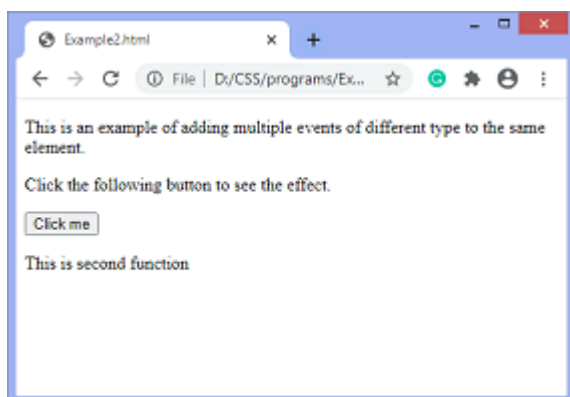 Example2.html
File | D:/CSS/programs/Ex...
This is an example of adding multiple events of different type to the same
element.
Click the following button to see the effect.
Click me
This is second function